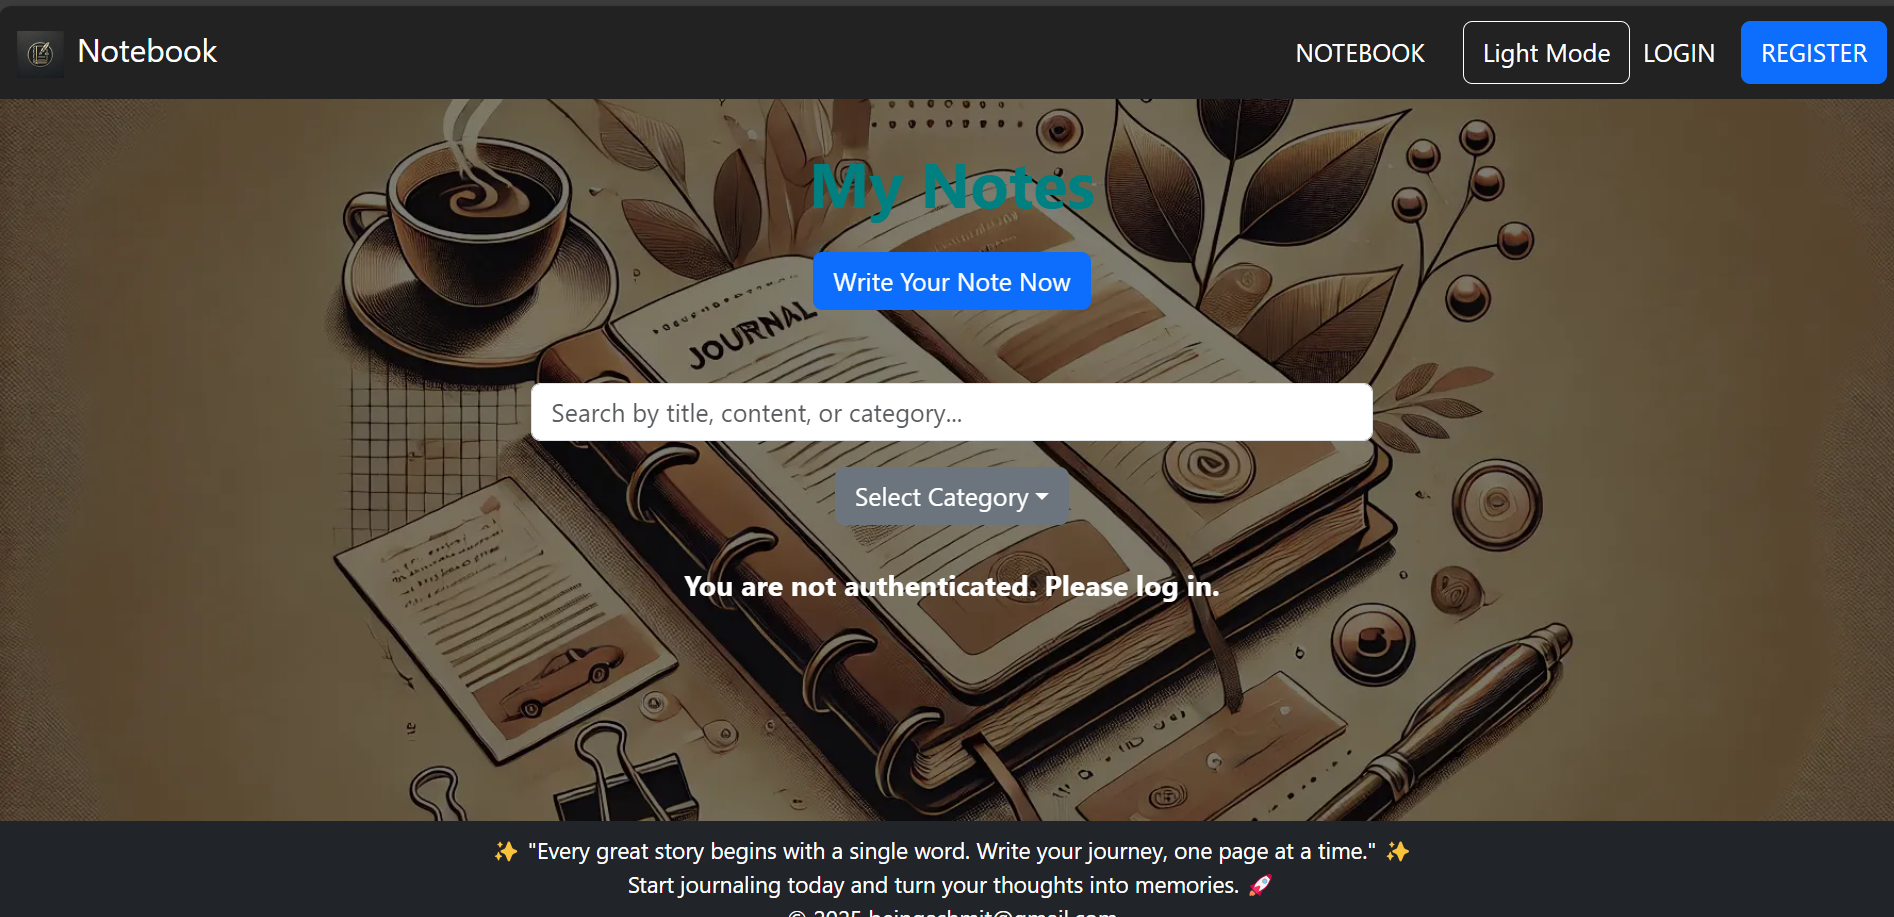 Notebook
NOTEBOOK
Light Mode
LOGIN
REGISTER
My Notes
Write Your Note Now
JOURNAL
Search by title, content, or category...
Select Category
You are not authenticated. Please log in.
✨ "Every great story begins with a single word. Write your journey, one page at a time." ✨
Start journaling today and turn your thoughts into memories. 🚀
© 2025